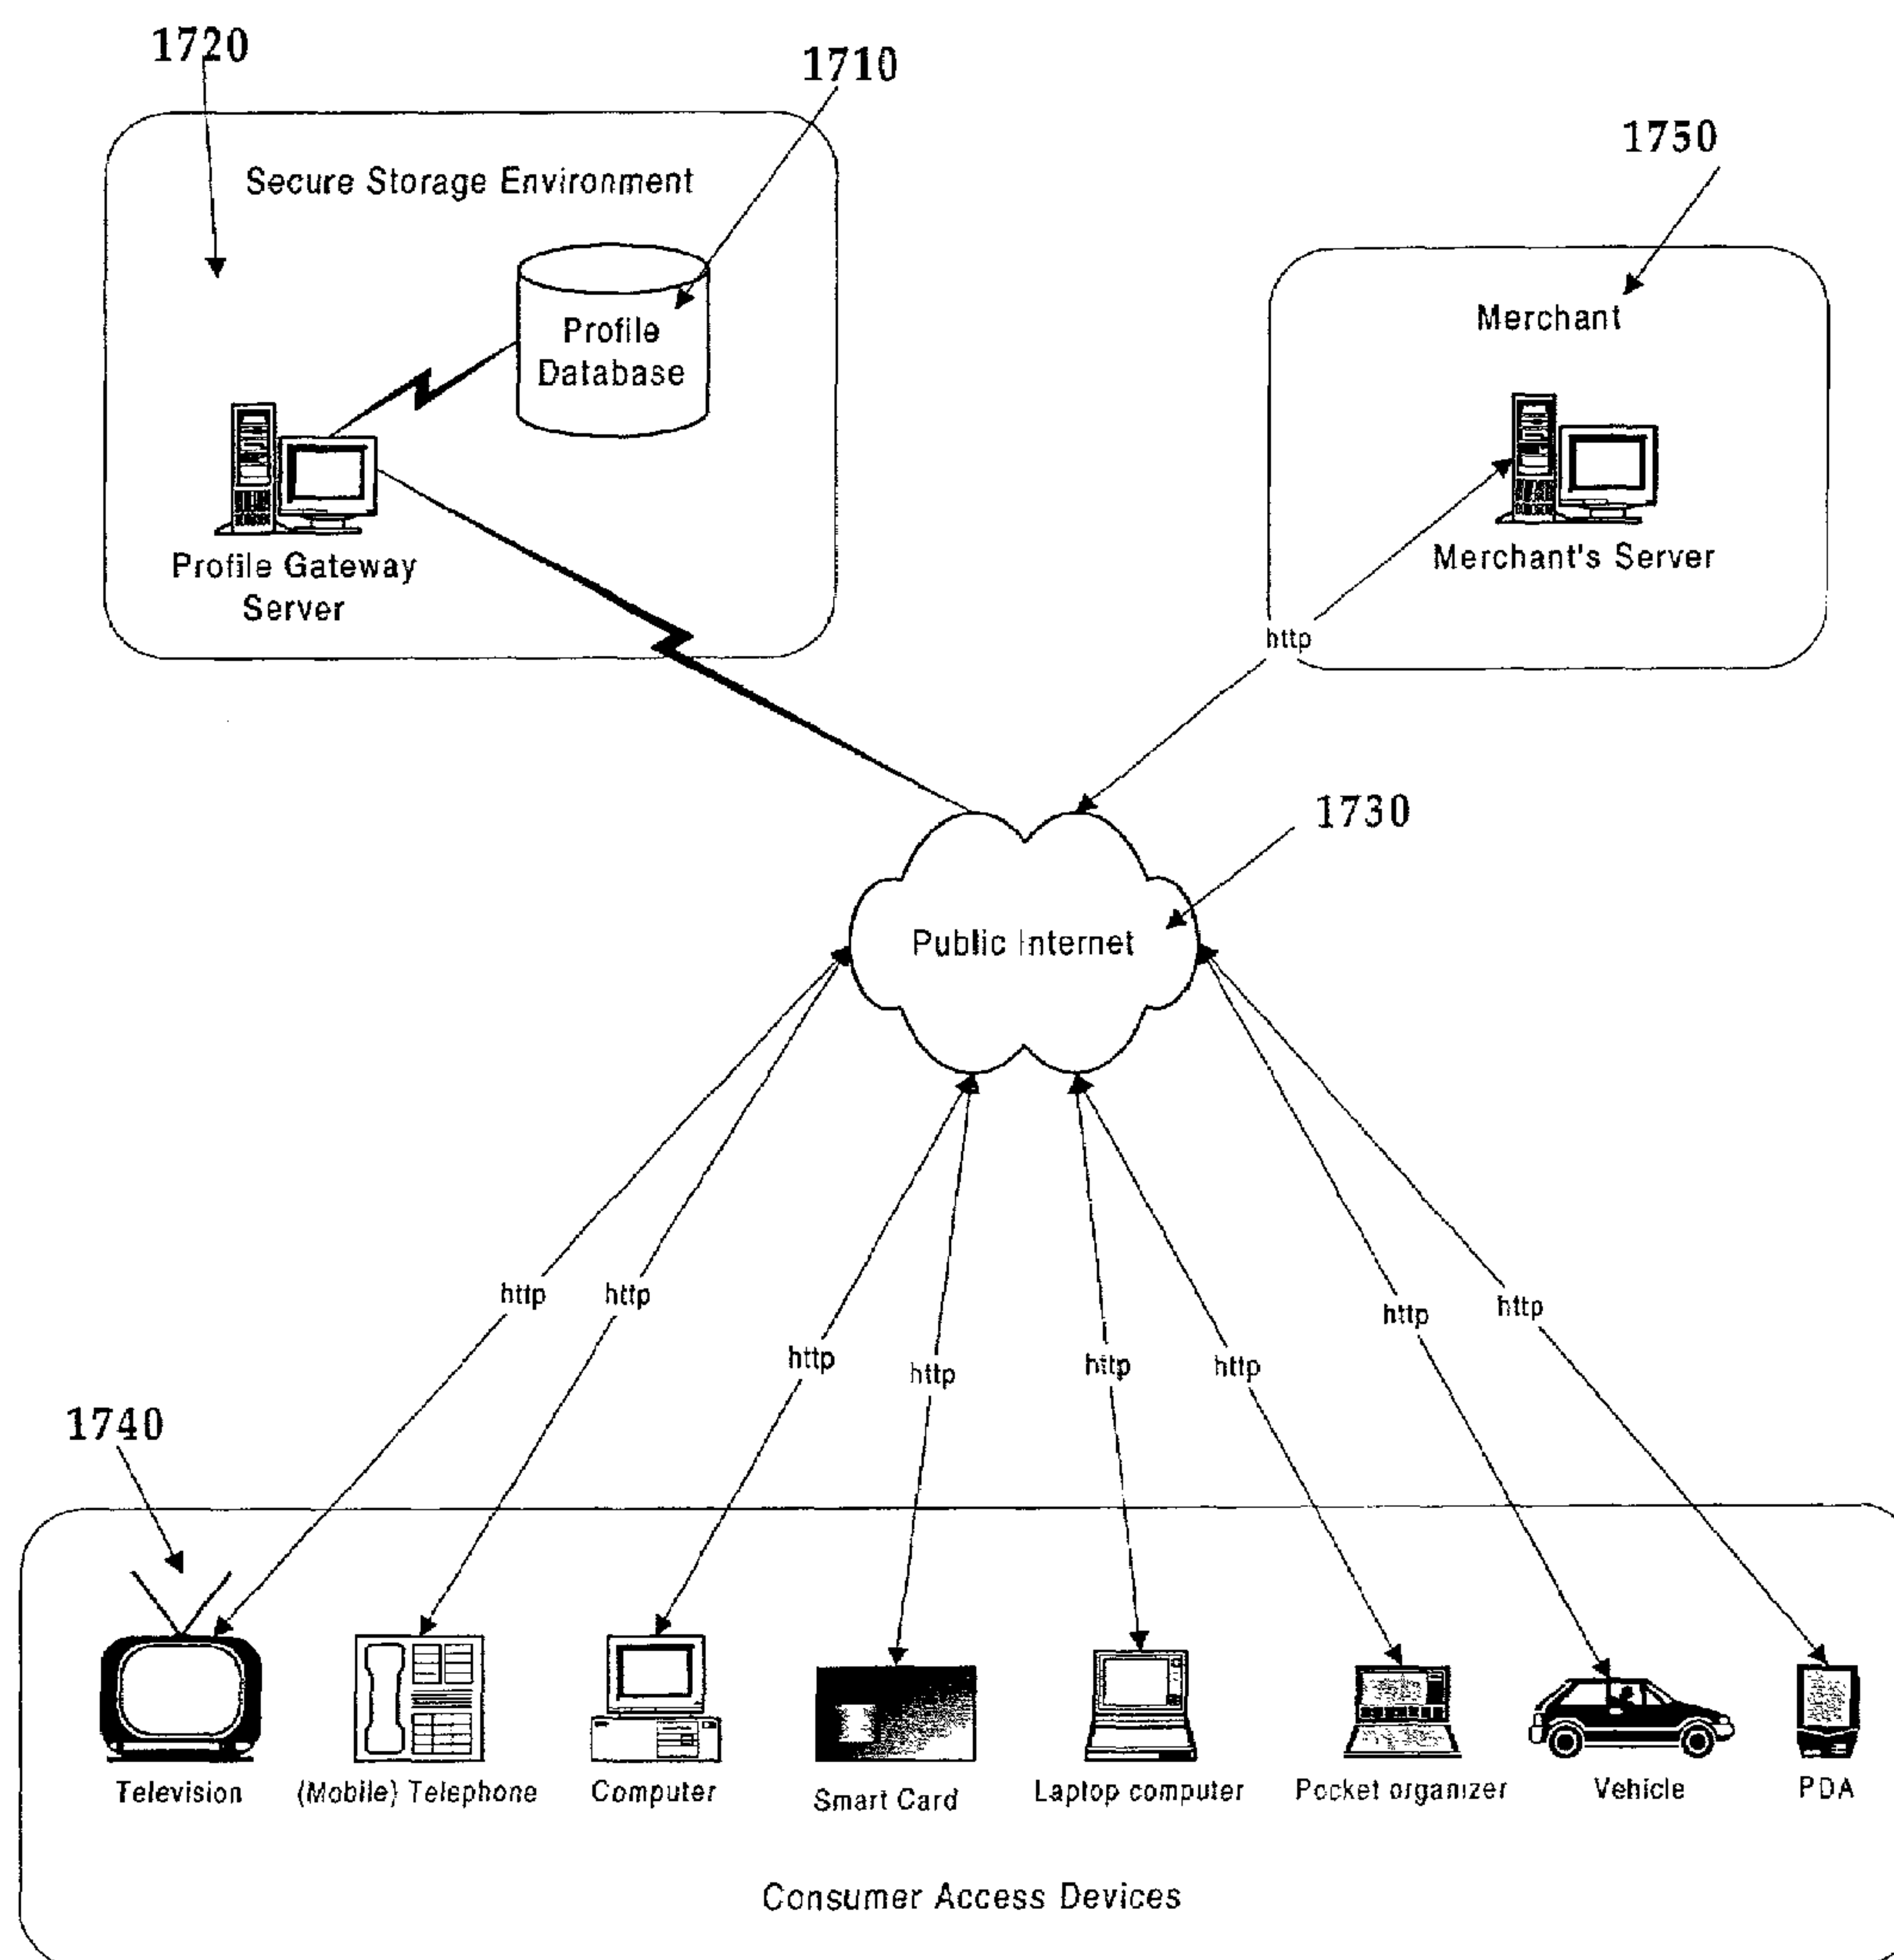 1720
1710
1750
Secure Storage Environment
Profile
Database
Profile Gateway
Server
Merchant
Merchant's Server
http
1730
Public Internet
http
http
http
http
http
http
http
http
1740
Television
(Mobile) Telephone
Computer
Smart Card
Laptop computer
Pocket organizer
Vehicle
PDA
Consumer Access Devices